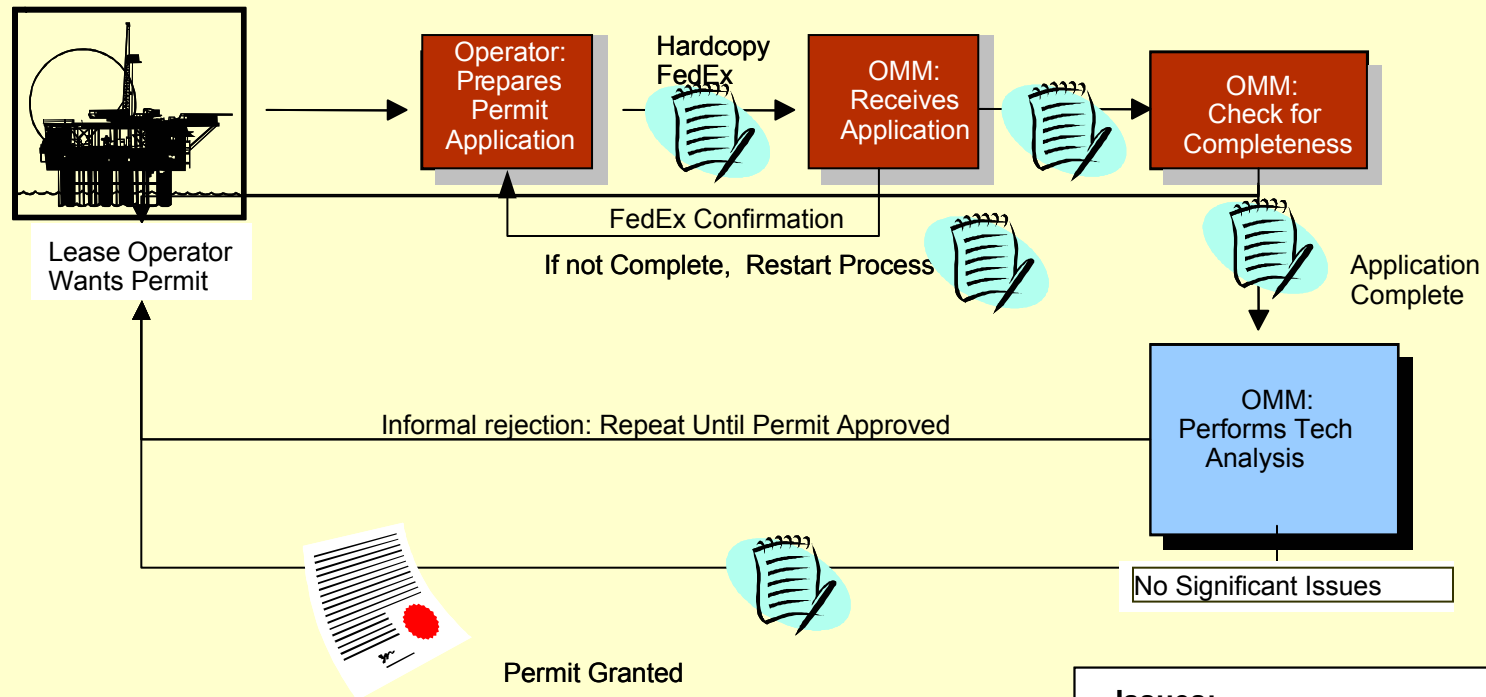 Operator:
Prepares
Permit
Application
Hardcopy
FedEx
OMM:
Receives
Application
OMM:
Check for
Completeness
FedEx Confirmation
If not Complete, Restart Process
Lease Operator
Wants Permit
Application
Complete
OMM:
Performs Tech
Analysis
Informal rejection: Repeat Until Permit Approved
No Significant Issues
Permit Granted
Issues: